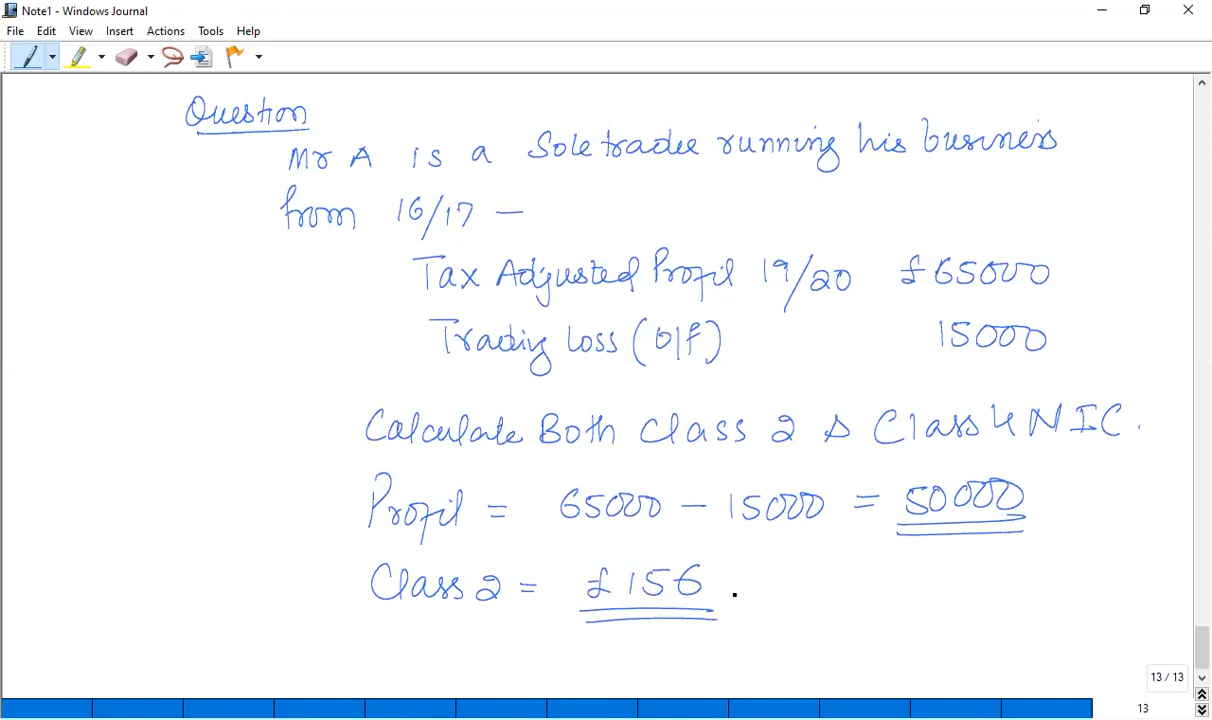 Note1 - Windows Journal
File Edit View Insert Actions Tools Help
Question
Mr A is a Sole trader running his business
from 16/17 —
Tax Adjusted Profit 19/20 £65000
Trading loss (b/f) 15000
Calculate Both Class 2 & Class 4 NIC.
Profit = 65000 - 15000 = 50000
Class 2 = £156.
13 / 13
13